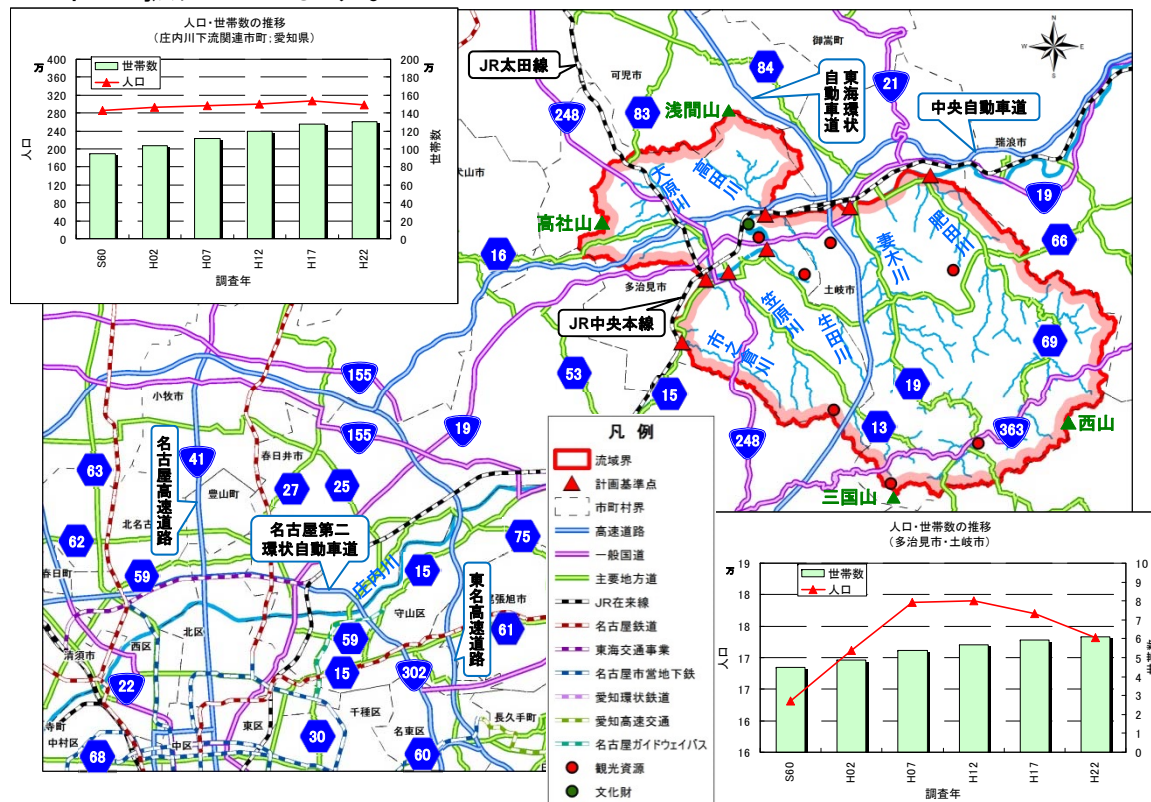 人口・世帯数の推移
(庄内川下流関連市町;愛知県)
万
400
360
320
280
240
200
160
120
80
40
0
人口
世帯数
人口
万
200
180
160
140
120
100
80
60
40
20
0
世帯数
S60
H02
H07
H12
H17
H22
調査年
JR太田線
可児市
御嵩町
84
東海環状
自動車道
21
中央自動車道
248
83
浅間山
瑞浪市
犬山市
大原川
高田川
19
高社山
16
妻木川
肥田川
66
多治見市
土岐市
JR中央本線
笠原川
生田川
市之倉川
69
53
15
19
13
363
西山
248
三国山
155
小牧市
155
19
名古屋高速道路
41
63
春日井市
豊山町
27
25
北名古
名古屋第二
環状自動車道
62
75
59
春日町
庄内川
15
東名高速道路
尾張旭市
守山区
61
北区
西区
59
清須市
15
302
22
千種区
長久手町
東区
30
名東区
寺町
中村区
中区
68
60
凡例
流域界
計画基準点
市町村界
高速道路
一般国道
主要地方道
JR在来線
名古屋鉄道
東海交通事業
名古屋市営地下鉄
愛知環状鉄道
愛知高速交通
名古屋ガイドウェイバス
観光資源
文化財
人口・世帯数の推移
(多治見市・土岐市)
万
19
18
18
17
17
16
16
人口
世帯数
人口
10
9
8
7
6
5
4
3
2
1
0
S60
H02
H07
H12
H17
H22
調査年